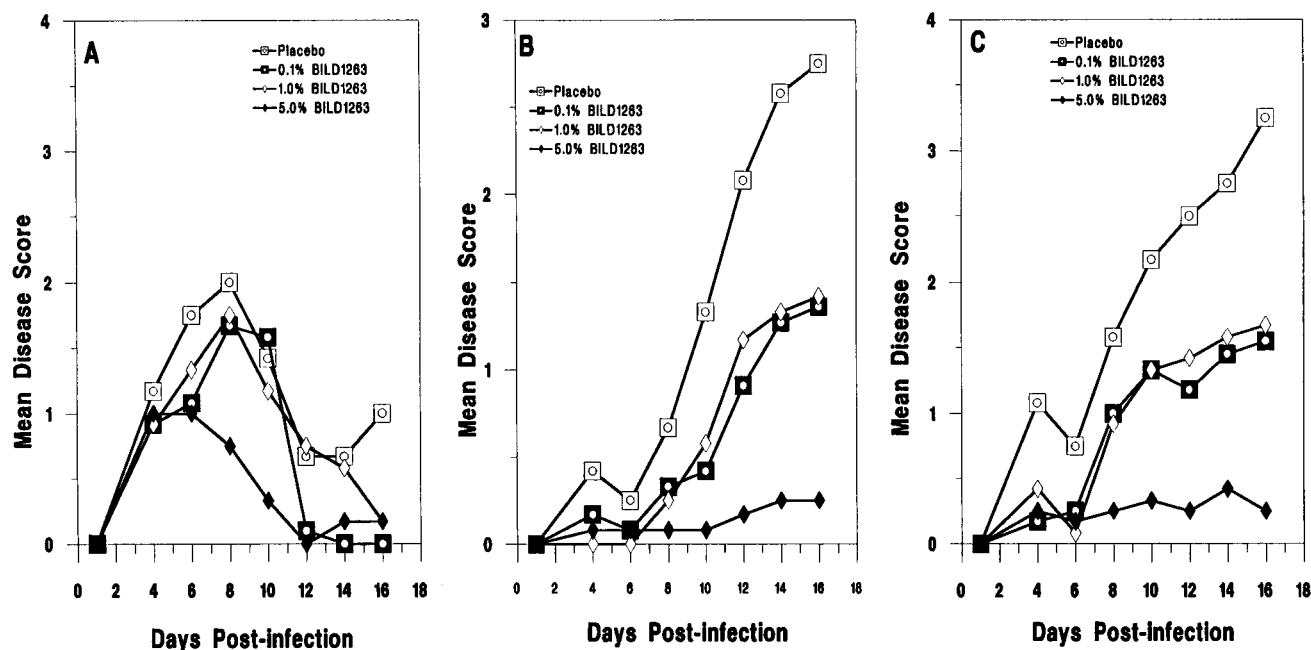 A
Placebo
0.1% BILD1263
1.0% BILD1263
5.0% BILD1263
Mean Disease Score
4
3
2
1
0
0 2 4 6 8 10 12 14 16 18
Days Post-infection
B
Placebo
0.1% BILD1263
1.0% BILD1263
5.0% BILD1263
Mean Disease Score
3
2
1
0
0 2 4 6 8 10 12 14 16 18
Days Post-infection
C
Placebo
0.1% BILD1263
1.0% BILD1263
5.0% BILD1263
Mean Disease Score
4
3
2
1
0
0 2 4 6 8 10 12 14 16 18
Days Post-infection